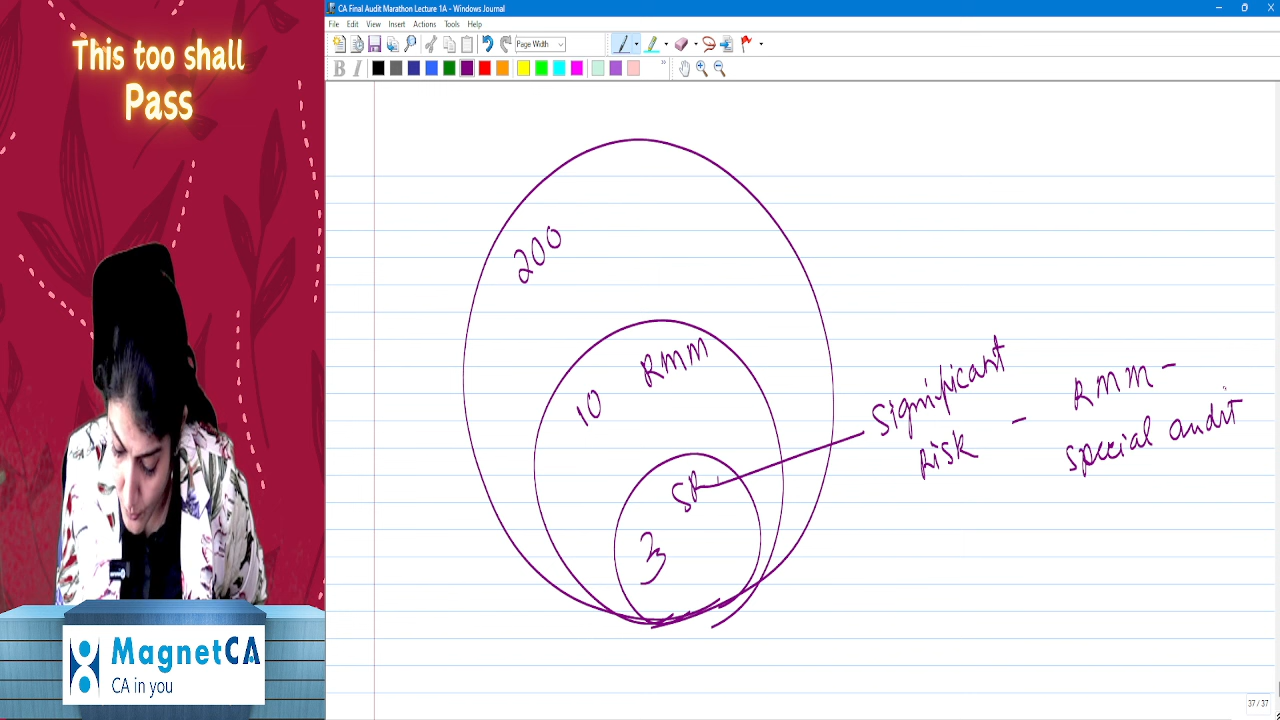 This too shall
Pass
CA Final Audit Marathon Lecture 1A - Windows Journal
File Edit View Insert Actions Tools Help
Page Width
B I
200
10 RMM
SR
3
Significant
risk - RMM -
special audit
MagnetCA
CA in you
37 / 37